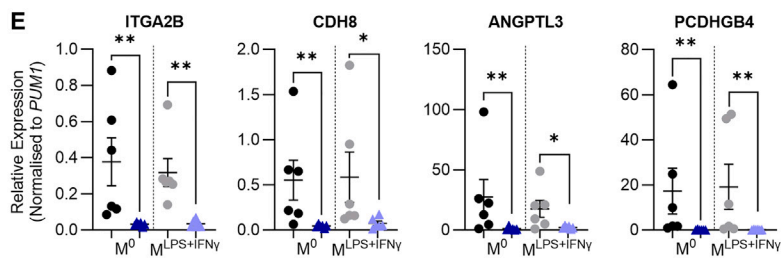 E
ITGA2B
CDH8
ANGPTL3
PCDHGB4
Relative Expression
(Normalised to PUM1)
1.0
0.8
0.6
0.4
0.2
0.0
**
**
M⁰ Mᴸᴾˢ⁺ᴵᶠᴺᵞ
2.0
1.5
1.0
0.5
0.0
**
*
M⁰ Mᴸᴾˢ⁺ᴵᶠᴺᵞ
150
100
50
0
**
*
M⁰ Mᴸᴾˢ⁺ᴵᶠᴺᵞ
80
60
40
20
0
**
**
M⁰ Mᴸᴾˢ⁺ᴵᶠᴺᵞ